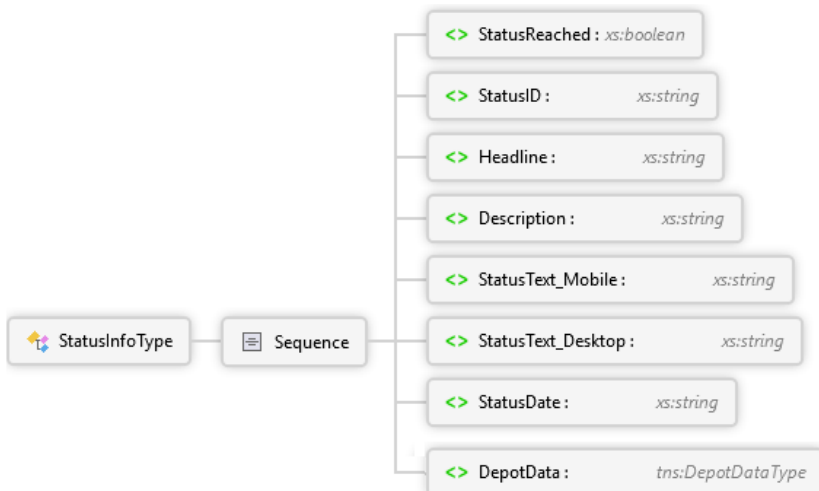 StatusReached : xs:boolean
StatusID : xs:string
Headline : xs:string
Description : xs:string
StatusText_Mobile : xs:string
StatusInfoType
Sequence
StatusText_Desktop : xs:string
StatusDate : xs:string
DepotData : tns:DepotDataType